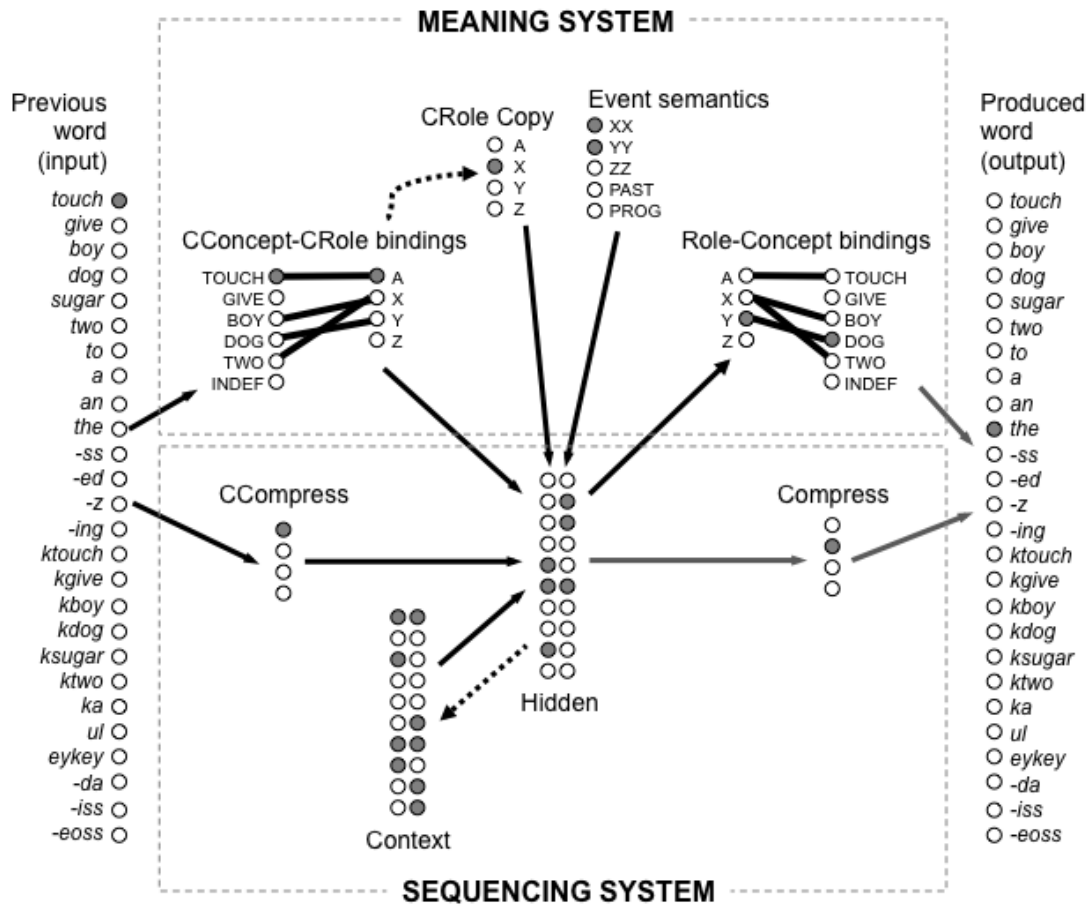 MEANING SYSTEM
Previous
word
(input)
touch
give
boy
dog
sugar
two
to
a
an
the
-ss
-ed
-z
-ing
ktouch
kgive
kboy
kdog
ksugar
ktwo
ka
ul
eykey
-da
-iss
-eoss
CConcept-CRole bindings
TOUCH
GIVE
BOY
DOG
TWO
INDEF
A
X
Y
Z
CRole Copy
A
X
Y
Z
Event semantics
XX
YY
ZZ
PAST
PROG
Role-Concept bindings
A
X
Y
Z
TOUCH
GIVE
BOY
DOG
TWO
INDEF
CCompress
Context
Hidden
Compress
Produced
word
(output)
touch
give
boy
dog
sugar
two
to
a
an
the
-ss
-ed
-z
-ing
ktouch
kgive
kboy
kdog
ksugar
ktwo
ka
ul
eykey
-da
-iss
-eoss
SEQUENCING SYSTEM